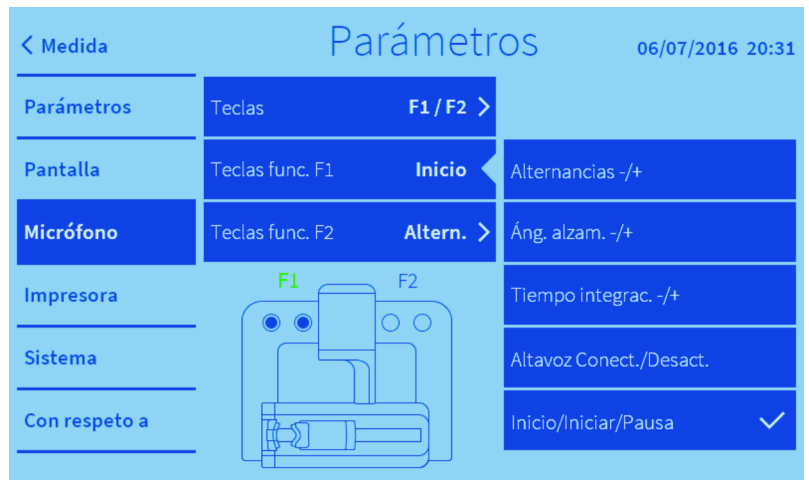 < Medida
Parámetros
06/07/2016 20:31
Parámetros
Teclas F1/F2 >
Pantalla
Teclas func. F1 Inicio
Alternancias -/+
Micrófono
Teclas func. F2 Altern. >
Áng. alzam. -/+
Impresora
F1 F2
Tiempo integrac. -/+
Sistema
Altavoz Conect./Desact.
Con respeto a
Inicio/Iniciar/Pausa